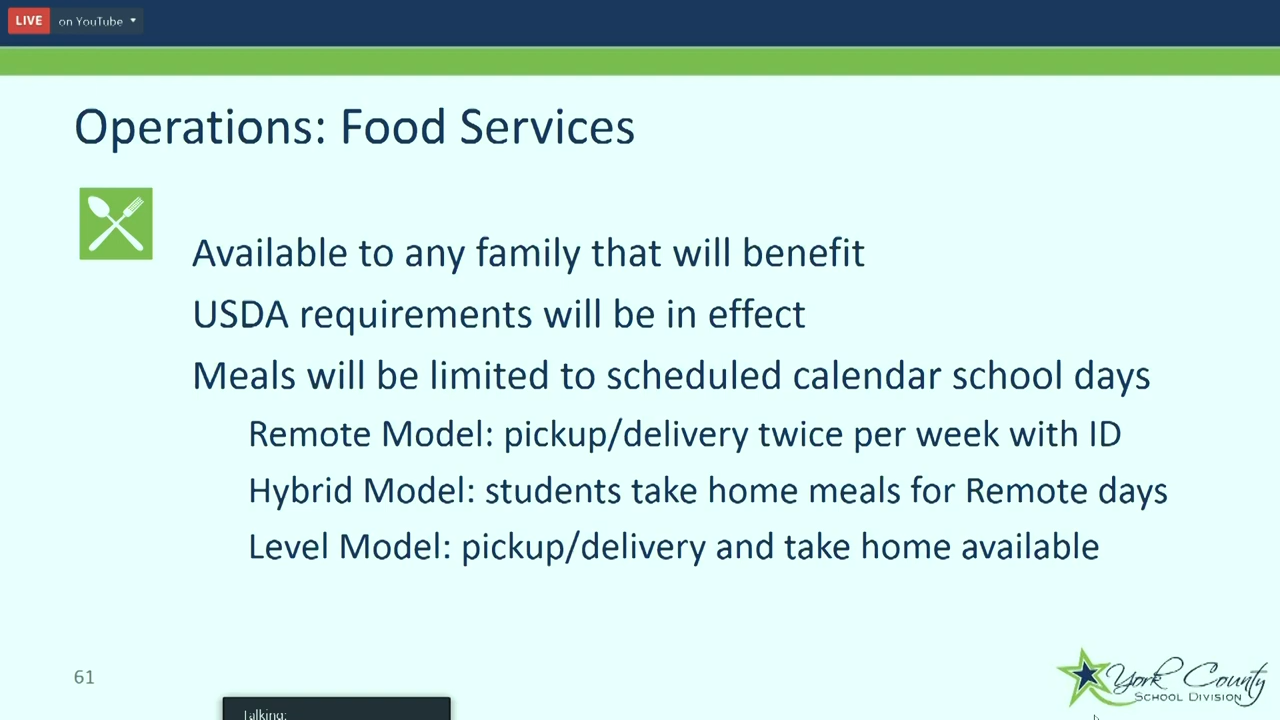 LIVE on YouTube
Operations: Food Services
Available to any family that will benefit
USDA requirements will be in effect
Meals will be limited to scheduled calendar school days
Remote Model: pickup/delivery twice per week with ID
Hybrid Model: students take home meals for Remote days
Level Model: pickup/delivery and take home available
61
York County
SCHOOL DIVISION
Talking: